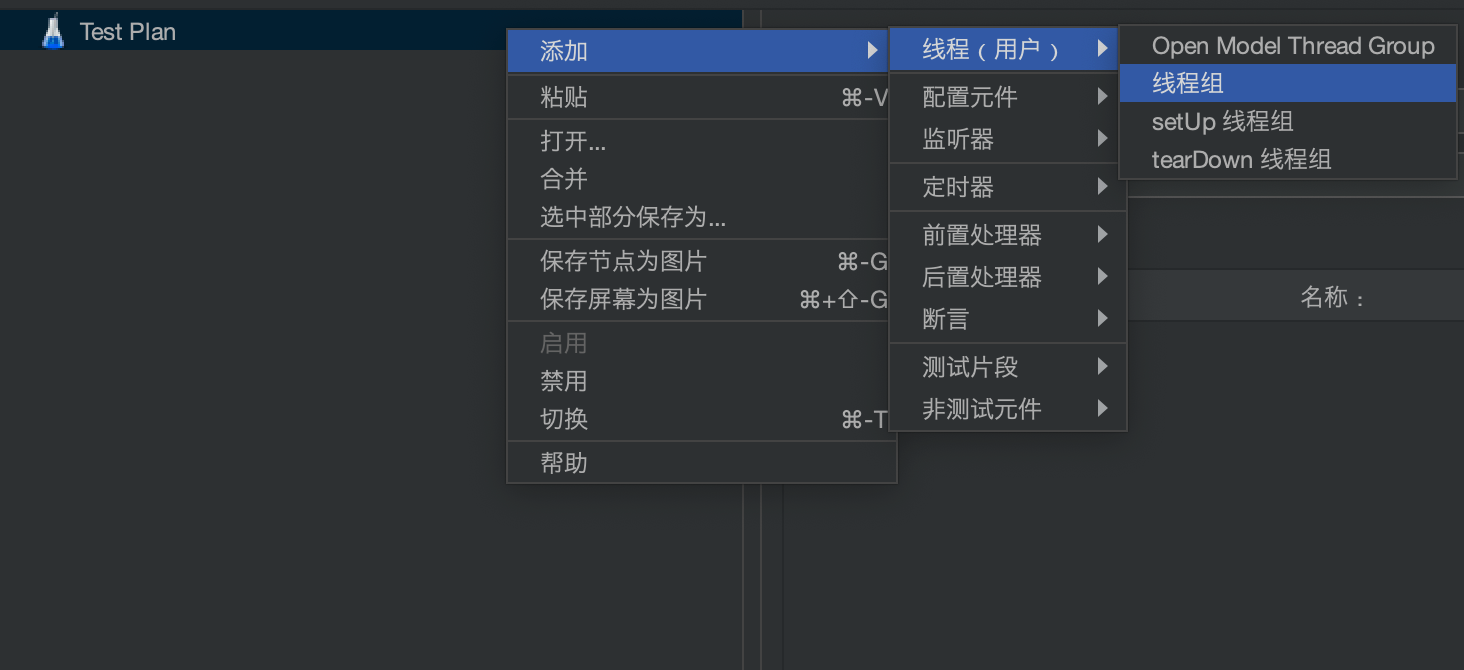 Test Plan
添加
粘贴 ⌘-V
打开...
合并
选中部分保存为...
保存节点为图片 ⌘-G
保存屏幕为图片 ⌘+⇧-G
启用
禁用
切换 ⌘-T
帮助
线程（用户）
配置元件
监听器
定时器
前置处理器
后置处理器
断言
测试片段
非测试元件
Open Model Thread Group
线程组
setUp 线程组
tearDown 线程组
名称：